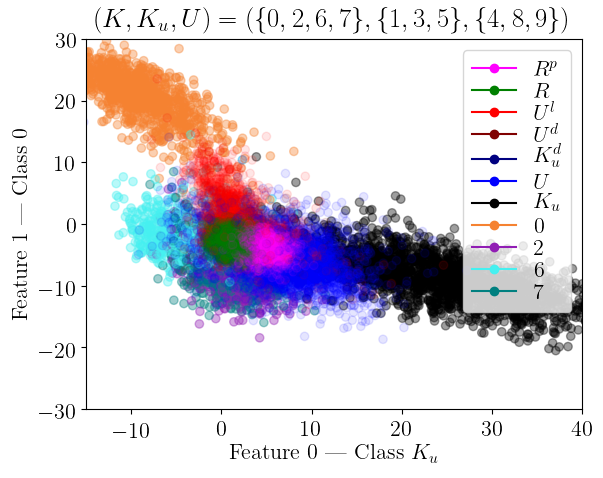 (K, K_u, U) = ({0, 2, 6, 7}, {1, 3, 5}, {4, 8, 9})
30
20
10
0
−10
−20
−30
Feature 1 — Class 0
R^p
R
U^l
U^d
K_u^d
U
K_u
0
2
6
7
−10
0
10
20
30
40
Feature 0 — Class K_u